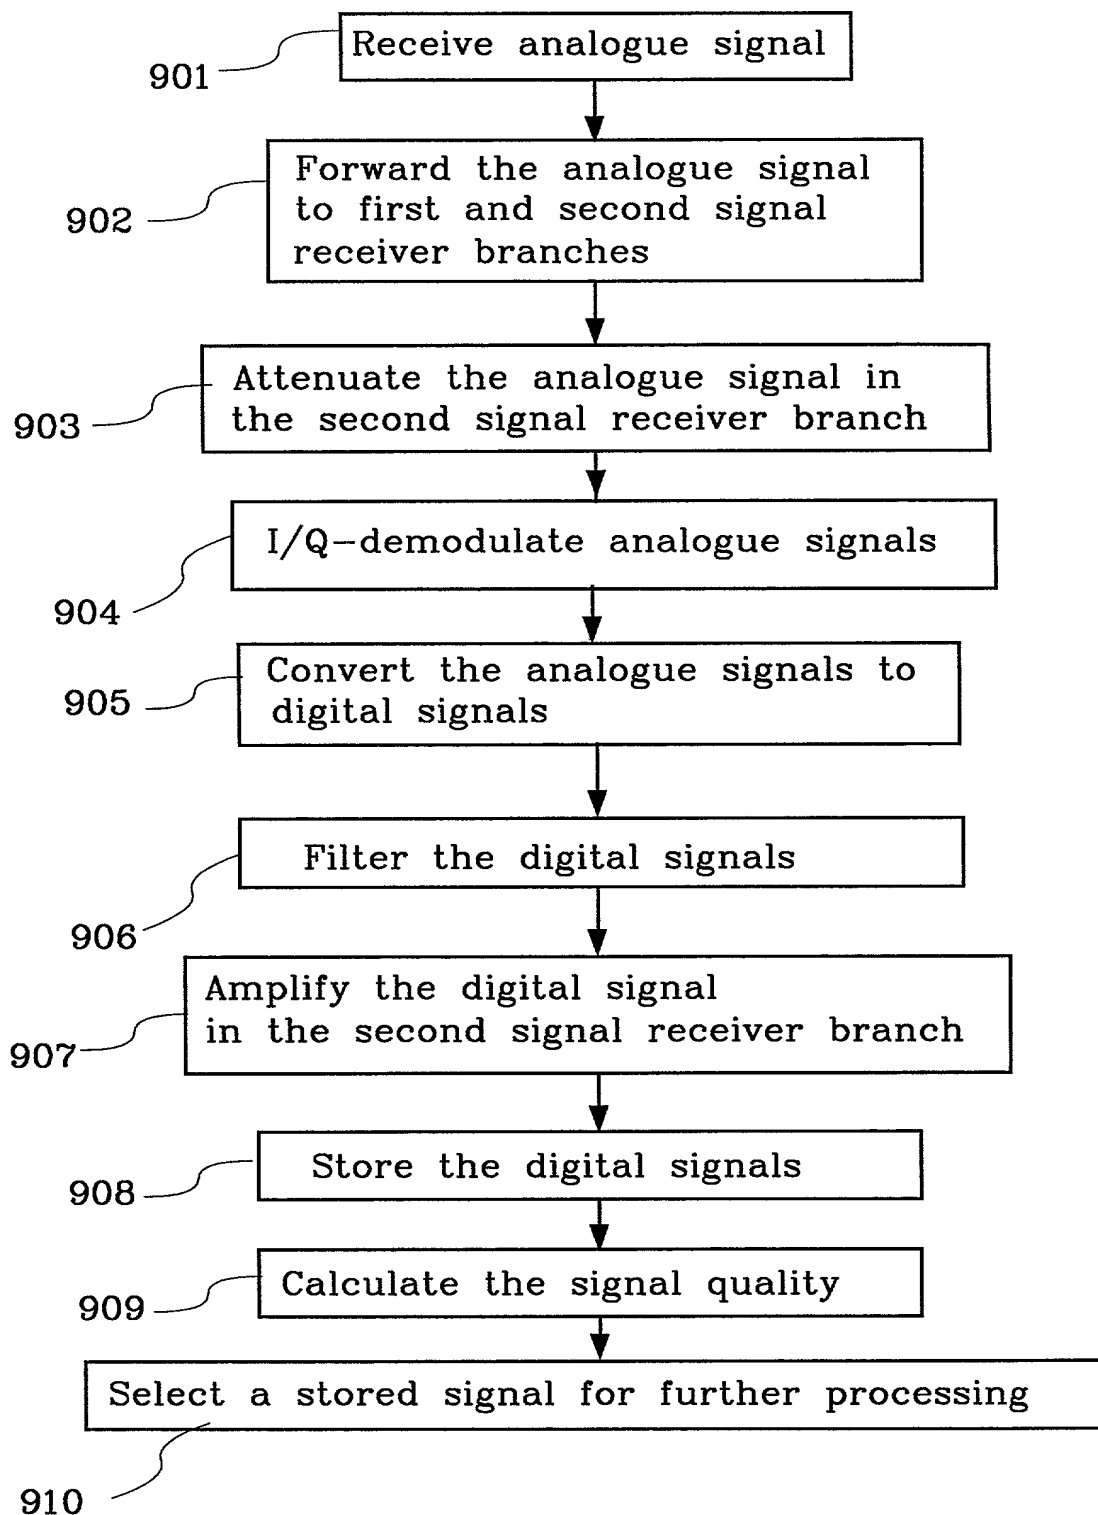 Receive analogue signal
901
Forward the analogue signal
to first and second signal
receiver branches
902
Attenuate the analogue signal in
the second signal receiver branch
903
I/Q-demodulate analogue signals
904
Convert the analogue signals to
digital signals
905
Filter the digital signals
906
Amplify the digital signal
in the second signal receiver branch
907
Store the digital signals
908
Calculate the signal quality
909
Select a stored signal for further processing
910